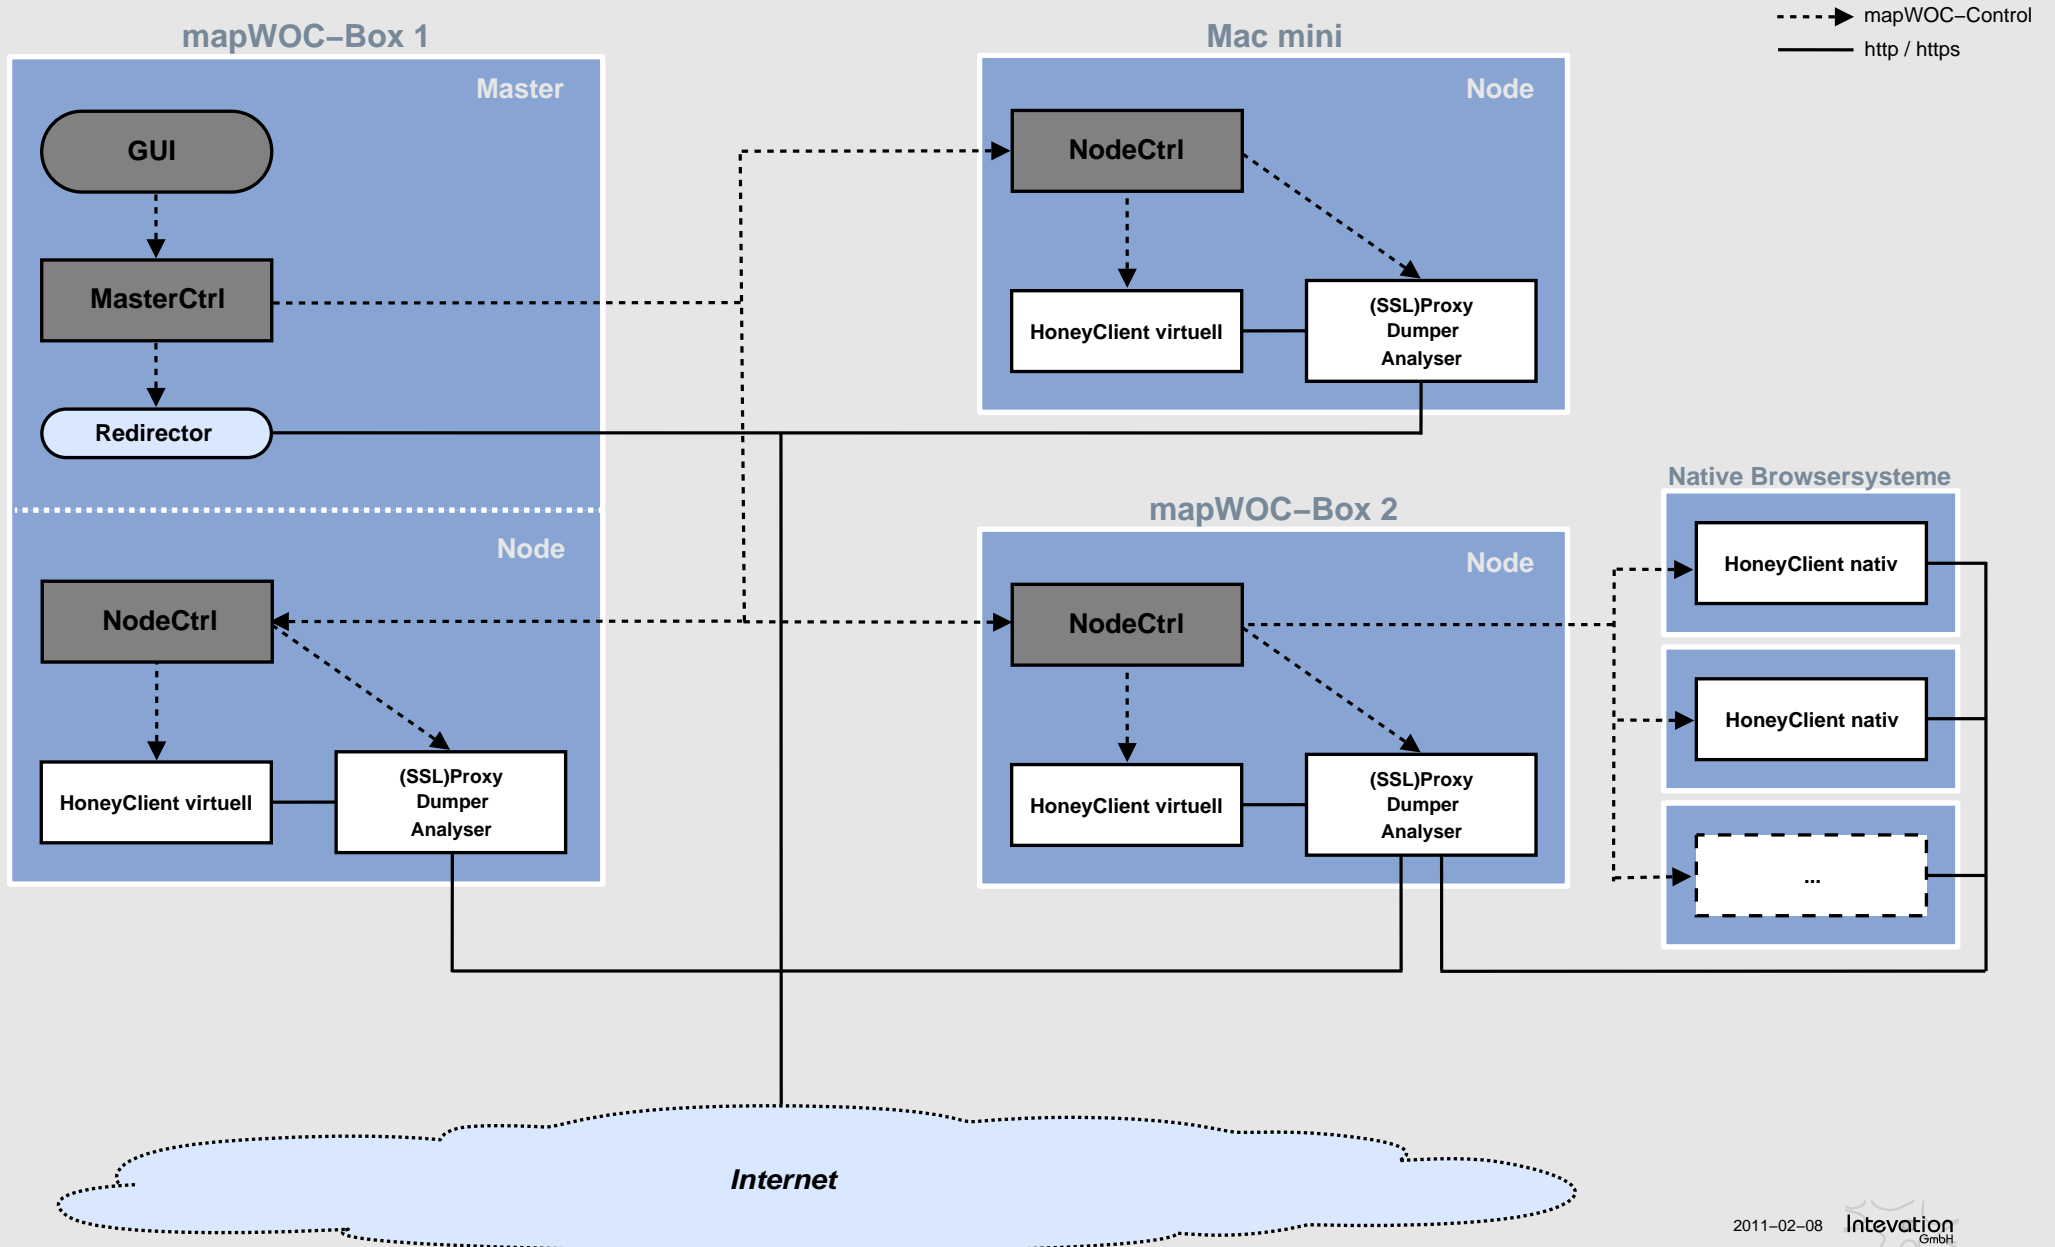 mapWOC–Control
http / https
mapWOC–Box 1
Master
GUI
MasterCtrl
Redirector
Node
NodeCtrl
HoneyClient virtuell
(SSL)Proxy
Dumper
Analyser
Mac mini
Node
NodeCtrl
HoneyClient virtuell
(SSL)Proxy
Dumper
Analyser
mapWOC–Box 2
Node
NodeCtrl
HoneyClient virtuell
(SSL)Proxy
Dumper
Analyser
Native Browsersysteme
HoneyClient nativ
HoneyClient nativ
...
Internet
2011–02–08
Intevation
GmbH